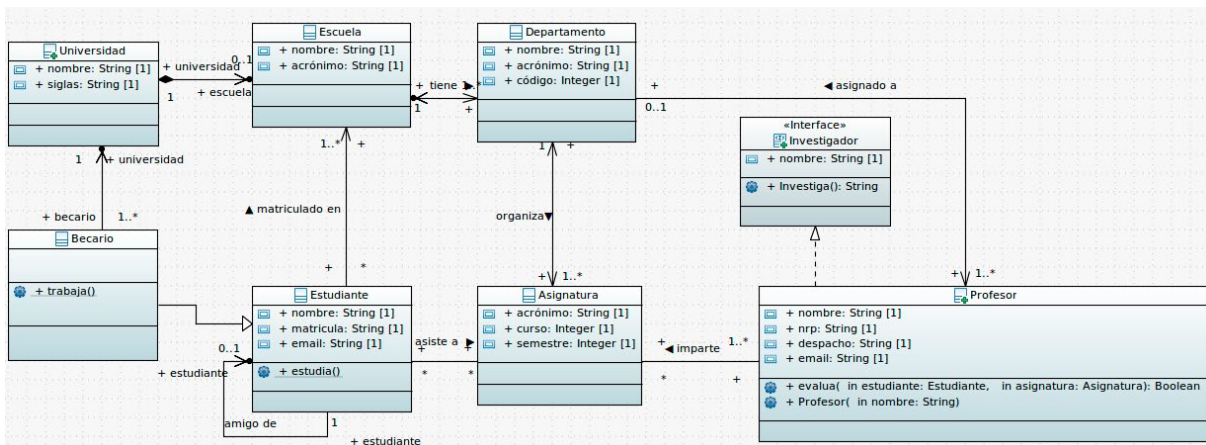 Universidad
+ nombre: String [1]
+ siglas: String [1]
+ universidad
0..1
1
+ escuela
Escuela
+ nombre: String [1]
+ acrónimo: String [1]
+ tiene ▶ 1..*
1
+
Departamento
+ nombre: String [1]
+ acrónimo: String [1]
+ código: Integer [1]
+
0..1
◀ asignado a
«Interface»
Investigador
+ nombre: String [1]
+ Investiga(): String
1
+ universidad
1..*
+
1
+
+ becario
1..*
▲ matriculado en
organiza▼
Becario
+ trabaja()
+
*
+
1..*
+
1..*
Estudiante
+ nombre: String [1]
+ matricula: String [1]
+ email: String [1]
+ estudia()
0..1
+ estudiante
amigo de
1
+ estudiante
asiste a ▶
+
+
*
*
Asignatura
+ acrónimo: String [1]
+ curso: Integer [1]
+ semestre: Integer [1]
+
◀ imparte
1..*
*
+
Profesor
+ nombre: String [1]
+ nrp: String [1]
+ despacho: String [1]
+ email: String [1]
+ evalua( in estudiante: Estudiante, in asignatura: Asignatura): Boolean
+ Profesor( in nombre: String)